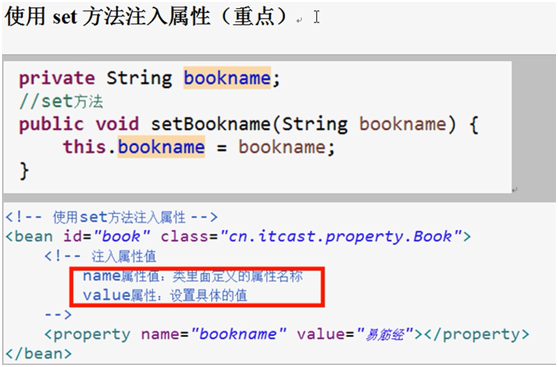 使用 set 方法注入属性（重点）
private String bookname;
//set方法
public void setBookname(String bookname) {
this.bookname = bookname;
}
<!-- 使用set方法注入属性 -->
<bean id="book" class="cn.itcast.property.Book">
<!-- 注入属性值
name属性值：类里面定义的属性名称
value属性：设置具体的值
-->
<property name="bookname" value="易筋经"></property>
</bean>